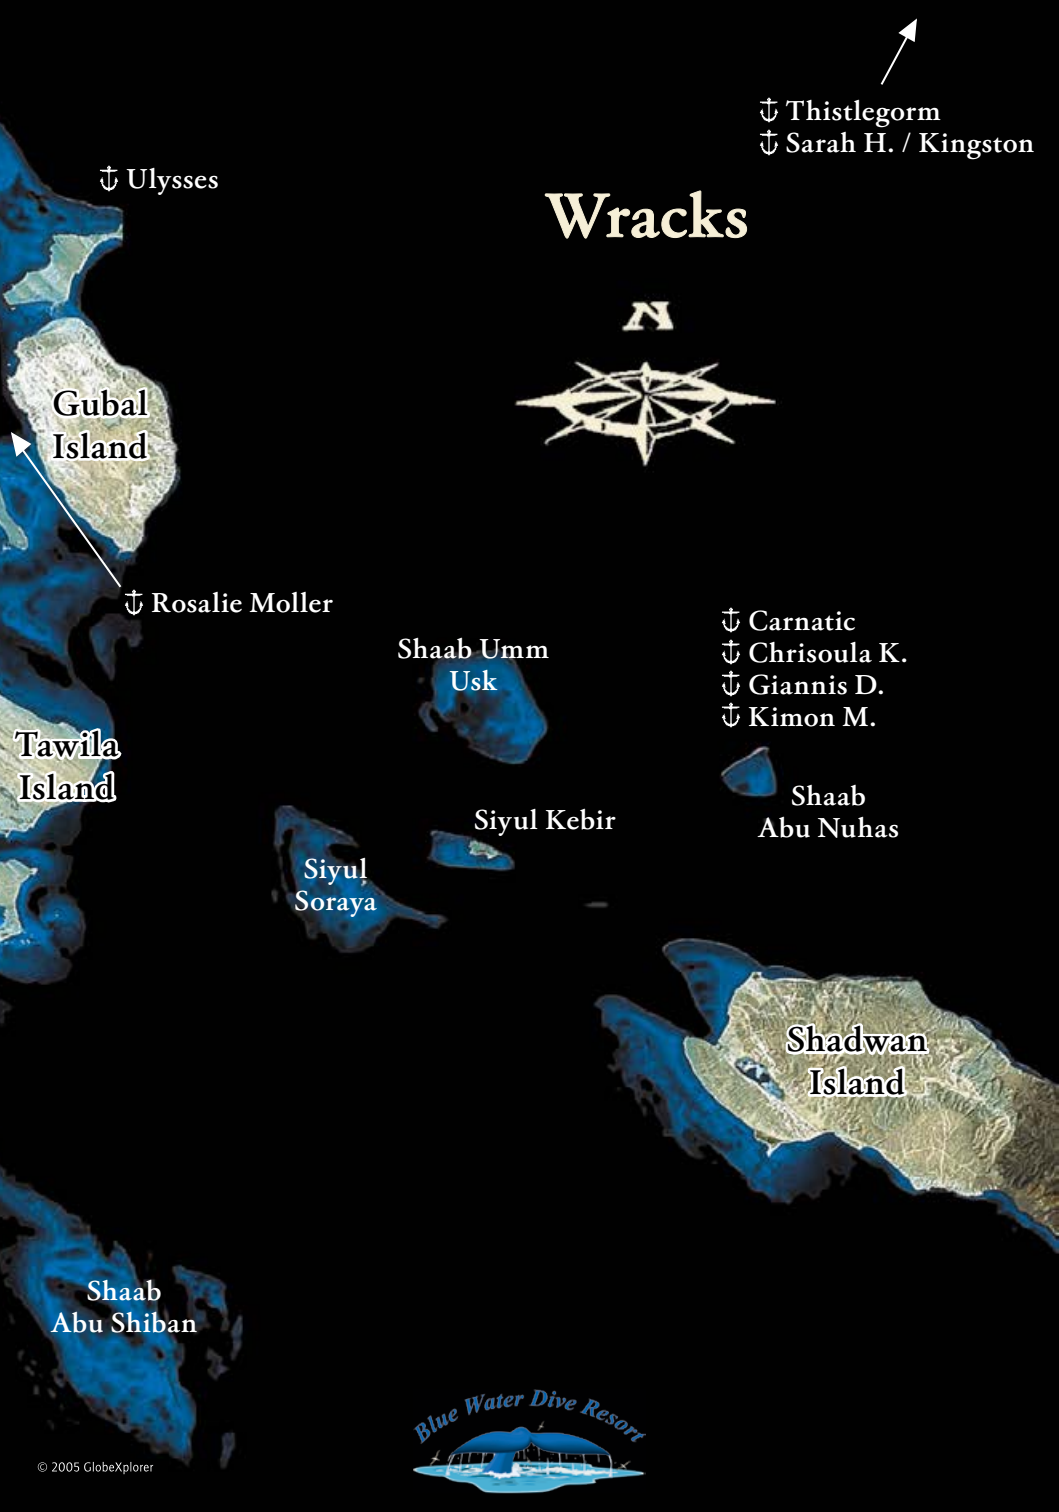 ⚓ Thistlegorm
⚓ Sarah H. / Kingston
⚓ Ulysses
Wracks
N
Gubal
Island
⚓ Rosalie Moller
Shaab Umm
Usk
⚓ Carnatic
⚓ Chrisoula K.
⚓ Giannis D.
⚓ Kimon M.
Tawila
Island
Shaab
Abu Nuhas
Siyul Kebir
Siyul
Soraya
Shadwan
Island
Shaab
Abu Shiban
Blue Water Dive Resort
© 2005 GlobeXplorer